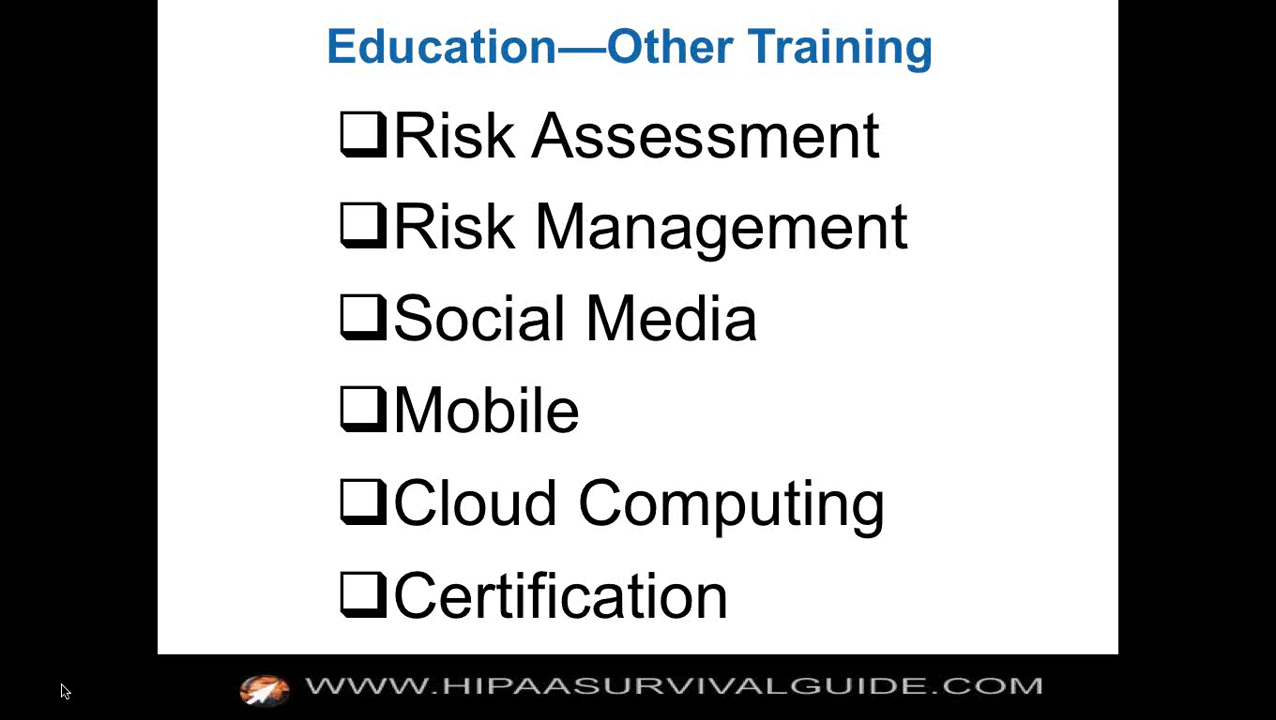 Education—Other Training
❑Risk Assessment
❑Risk Management
❑Social Media
❑Mobile
❑Cloud Computing
❑Certification
WWW.HIPAASURVIVALGUIDE.COM